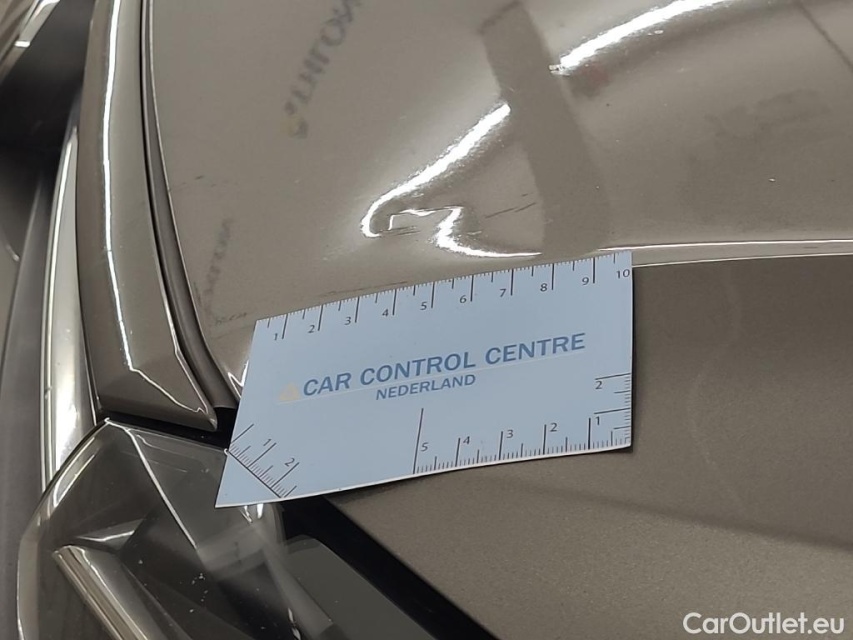 1 2 3 4 5 6 7 8 9 10
CAR CONTROL CENTRE
NEDERLAND
2
1
5 4 3 2 1
1 2
CarOutlet.eu